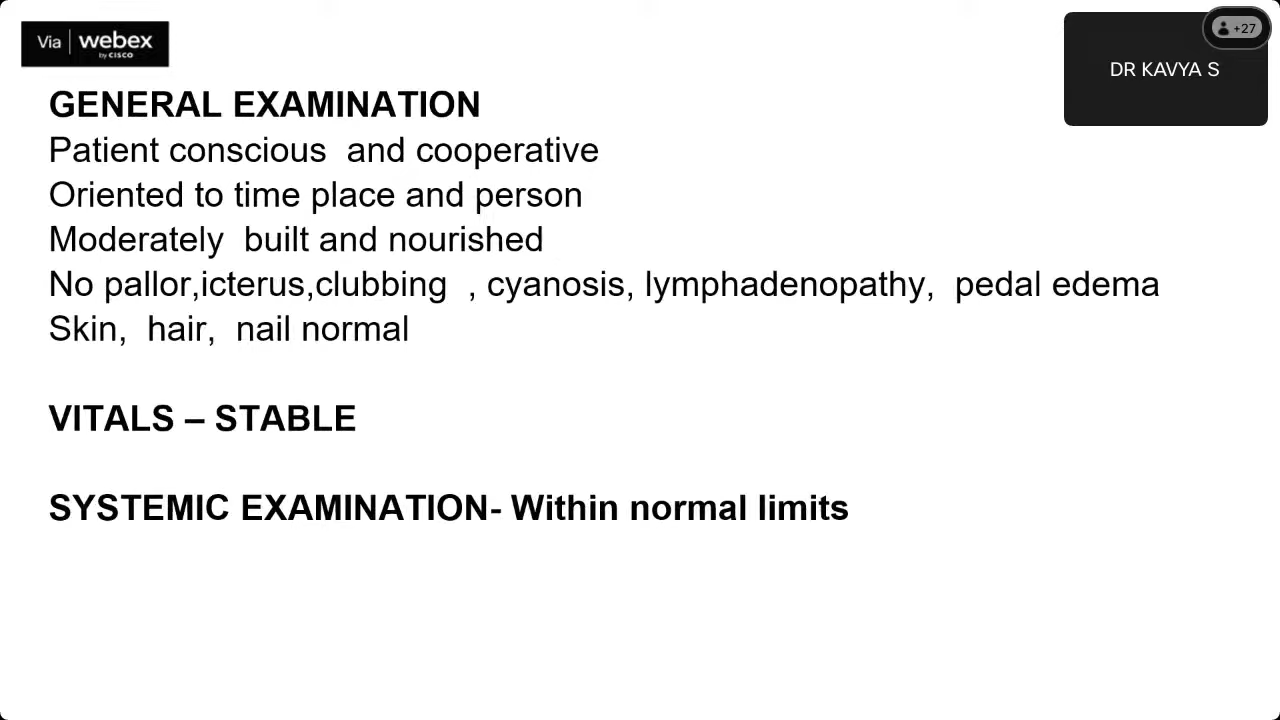 Via webex
by CISCO
+27
DR KAVYA S
GENERAL EXAMINATION
Patient conscious  and cooperative
Oriented to time place and person
Moderately  built and nourished
No pallor,icterus,clubbing  , cyanosis, lymphadenopathy,  pedal edema
Skin,  hair,  nail normal
VITALS – STABLE
SYSTEMIC EXAMINATION- Within normal limits